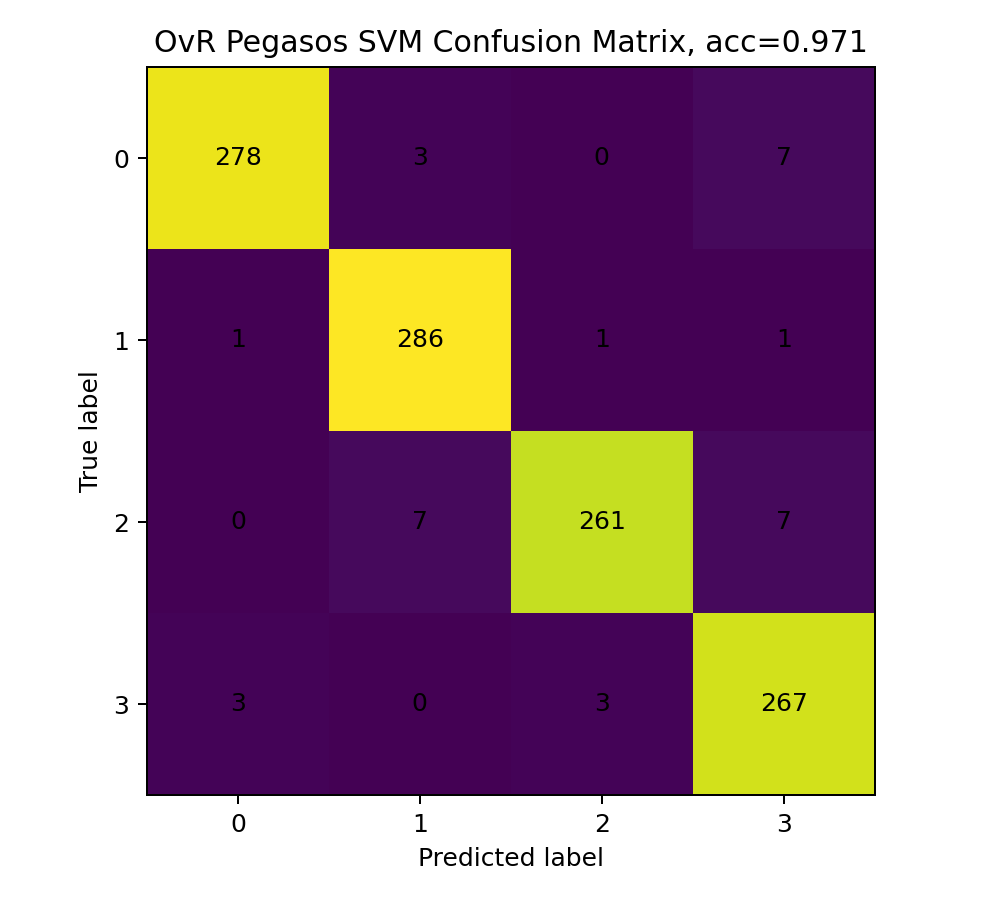 OvR Pegasos SVM Confusion Matrix, acc=0.971
0 278 3 0 7
1 1 286 1 1
2 0 7 261 7
3 3 0 3 267
True label
0 1 2 3
Predicted label